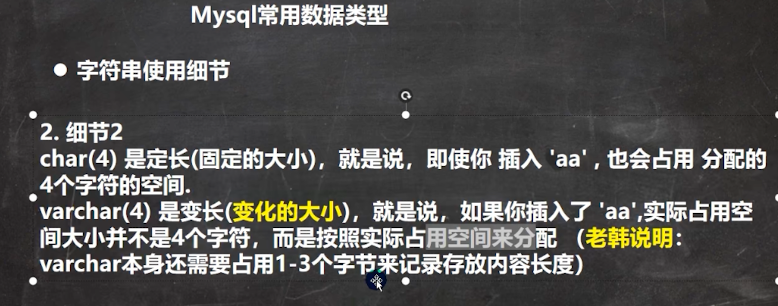 Mysql常用数据类型
● 字符串使用细节
2. 细节2
char(4) 是定长(固定的大小)，就是说，即使你 插入 'aa' , 也会占用 分配的
4个字符的空间.
varchar(4) 是变长(变化的大小)，就是说，如果你插入了 'aa',实际占用空
间大小并不是4个字符，而是按照实际占用空间来分配 （老韩说明：
varchar本身还需要占用1-3个字节来记录存放内容长度）